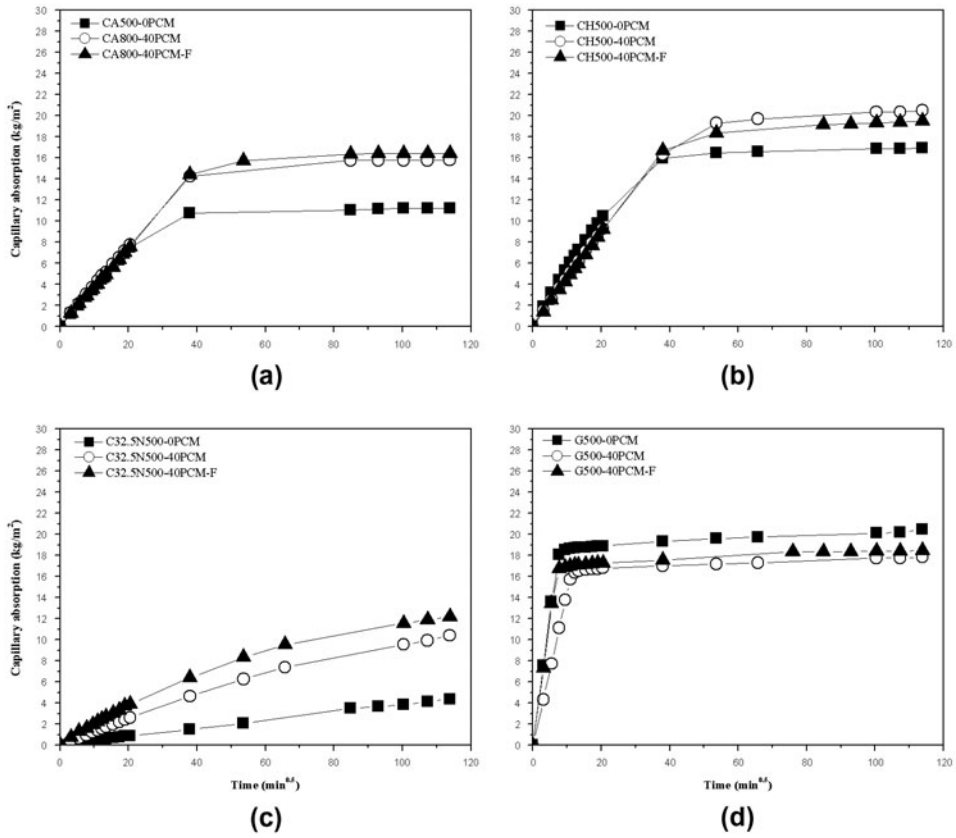 CA500-0PCM
CA800-40PCM
CA800-40PCM-F
Capillary absorption (kg/m²)
30
28
26
24
22
20
18
16
14
12
10
8
6
4
2
0
0 20 40 60 80 100 120
(a)
CH500-0PCM
CH500-40PCM
CH500-40PCM-F
30
28
26
24
22
20
18
16
14
12
10
8
6
4
2
0
0 20 40 60 80 100 120
(b)
C32.5N500-0PCM
C32.5N500-40PCM
C32.5N500-40PCM-F
Capillary absorption (kg/m²)
30
28
26
24
22
20
18
16
14
12
10
8
6
4
2
0
0 20 40 60 80 100 120
Time (min⁰·⁵)
(c)
G500-0PCM
G500-40PCM
G500-40PCM-F
30
28
26
24
22
20
18
16
14
12
10
8
6
4
2
0
0 20 40 60 80 100 120
Time (min⁰·⁵)
(d)